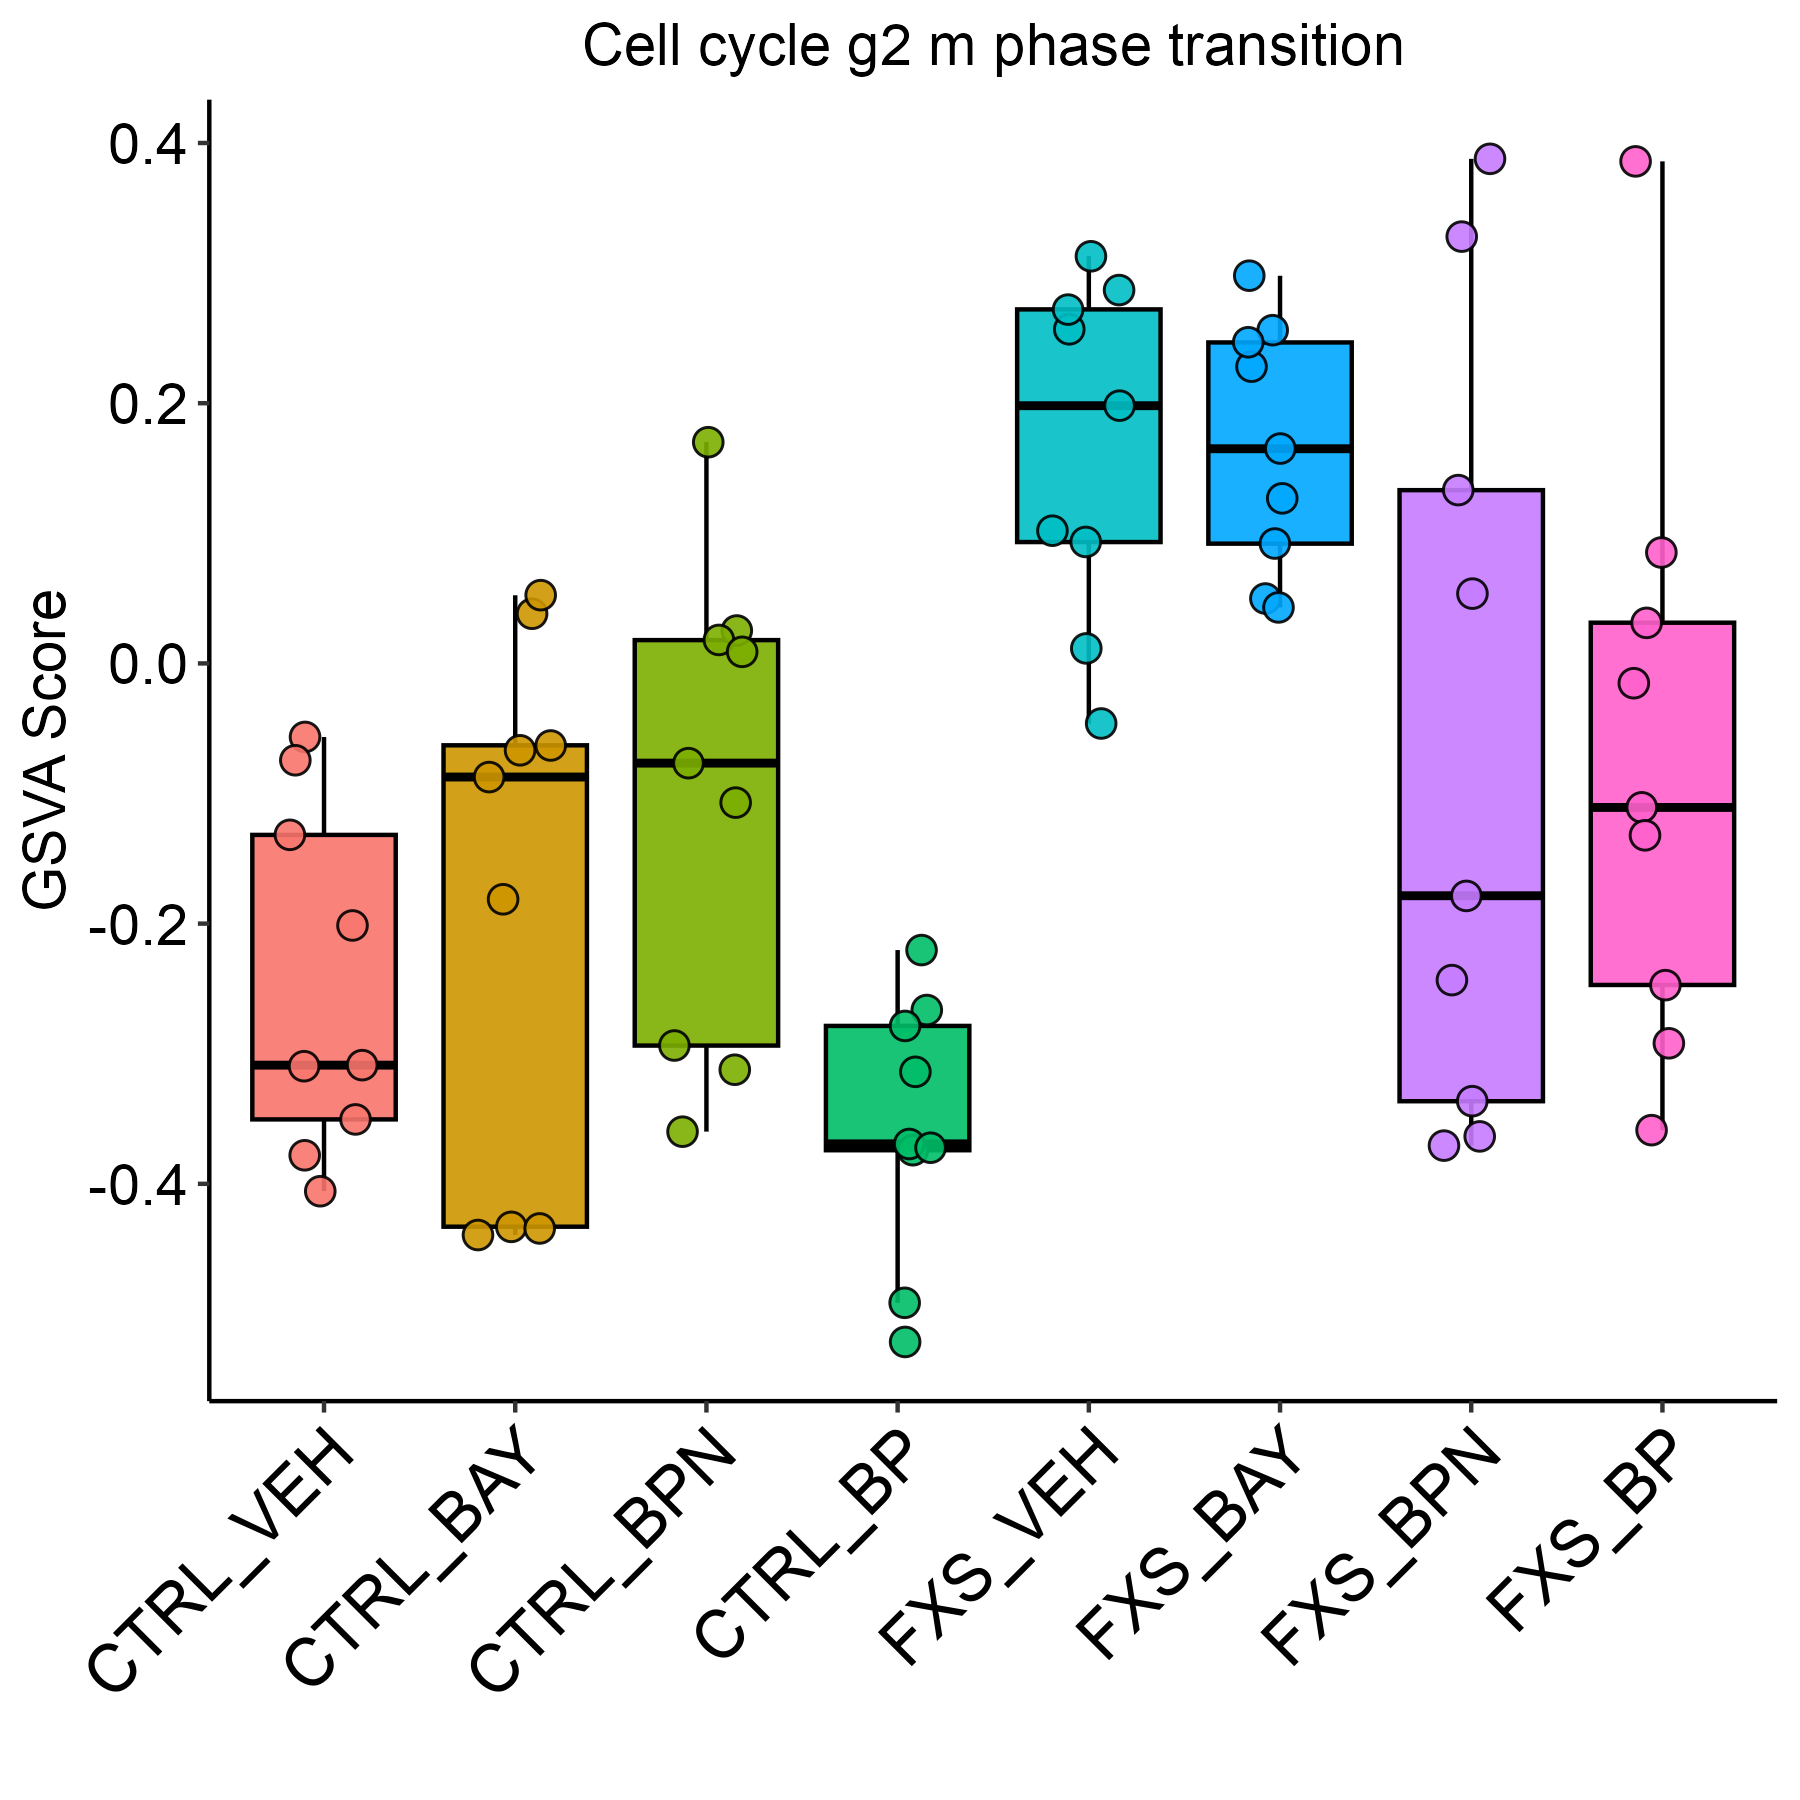 Cell cycle g2 m phase transition
GSVA Score
0.4
0.2
0.0
-0.2
-0.4
CTRL_VEH
CTRL_BAY
CTRL_BPN
CTRL_BP
FXS_VEH
FXS_BAY
FXS_BPN
FXS_BP